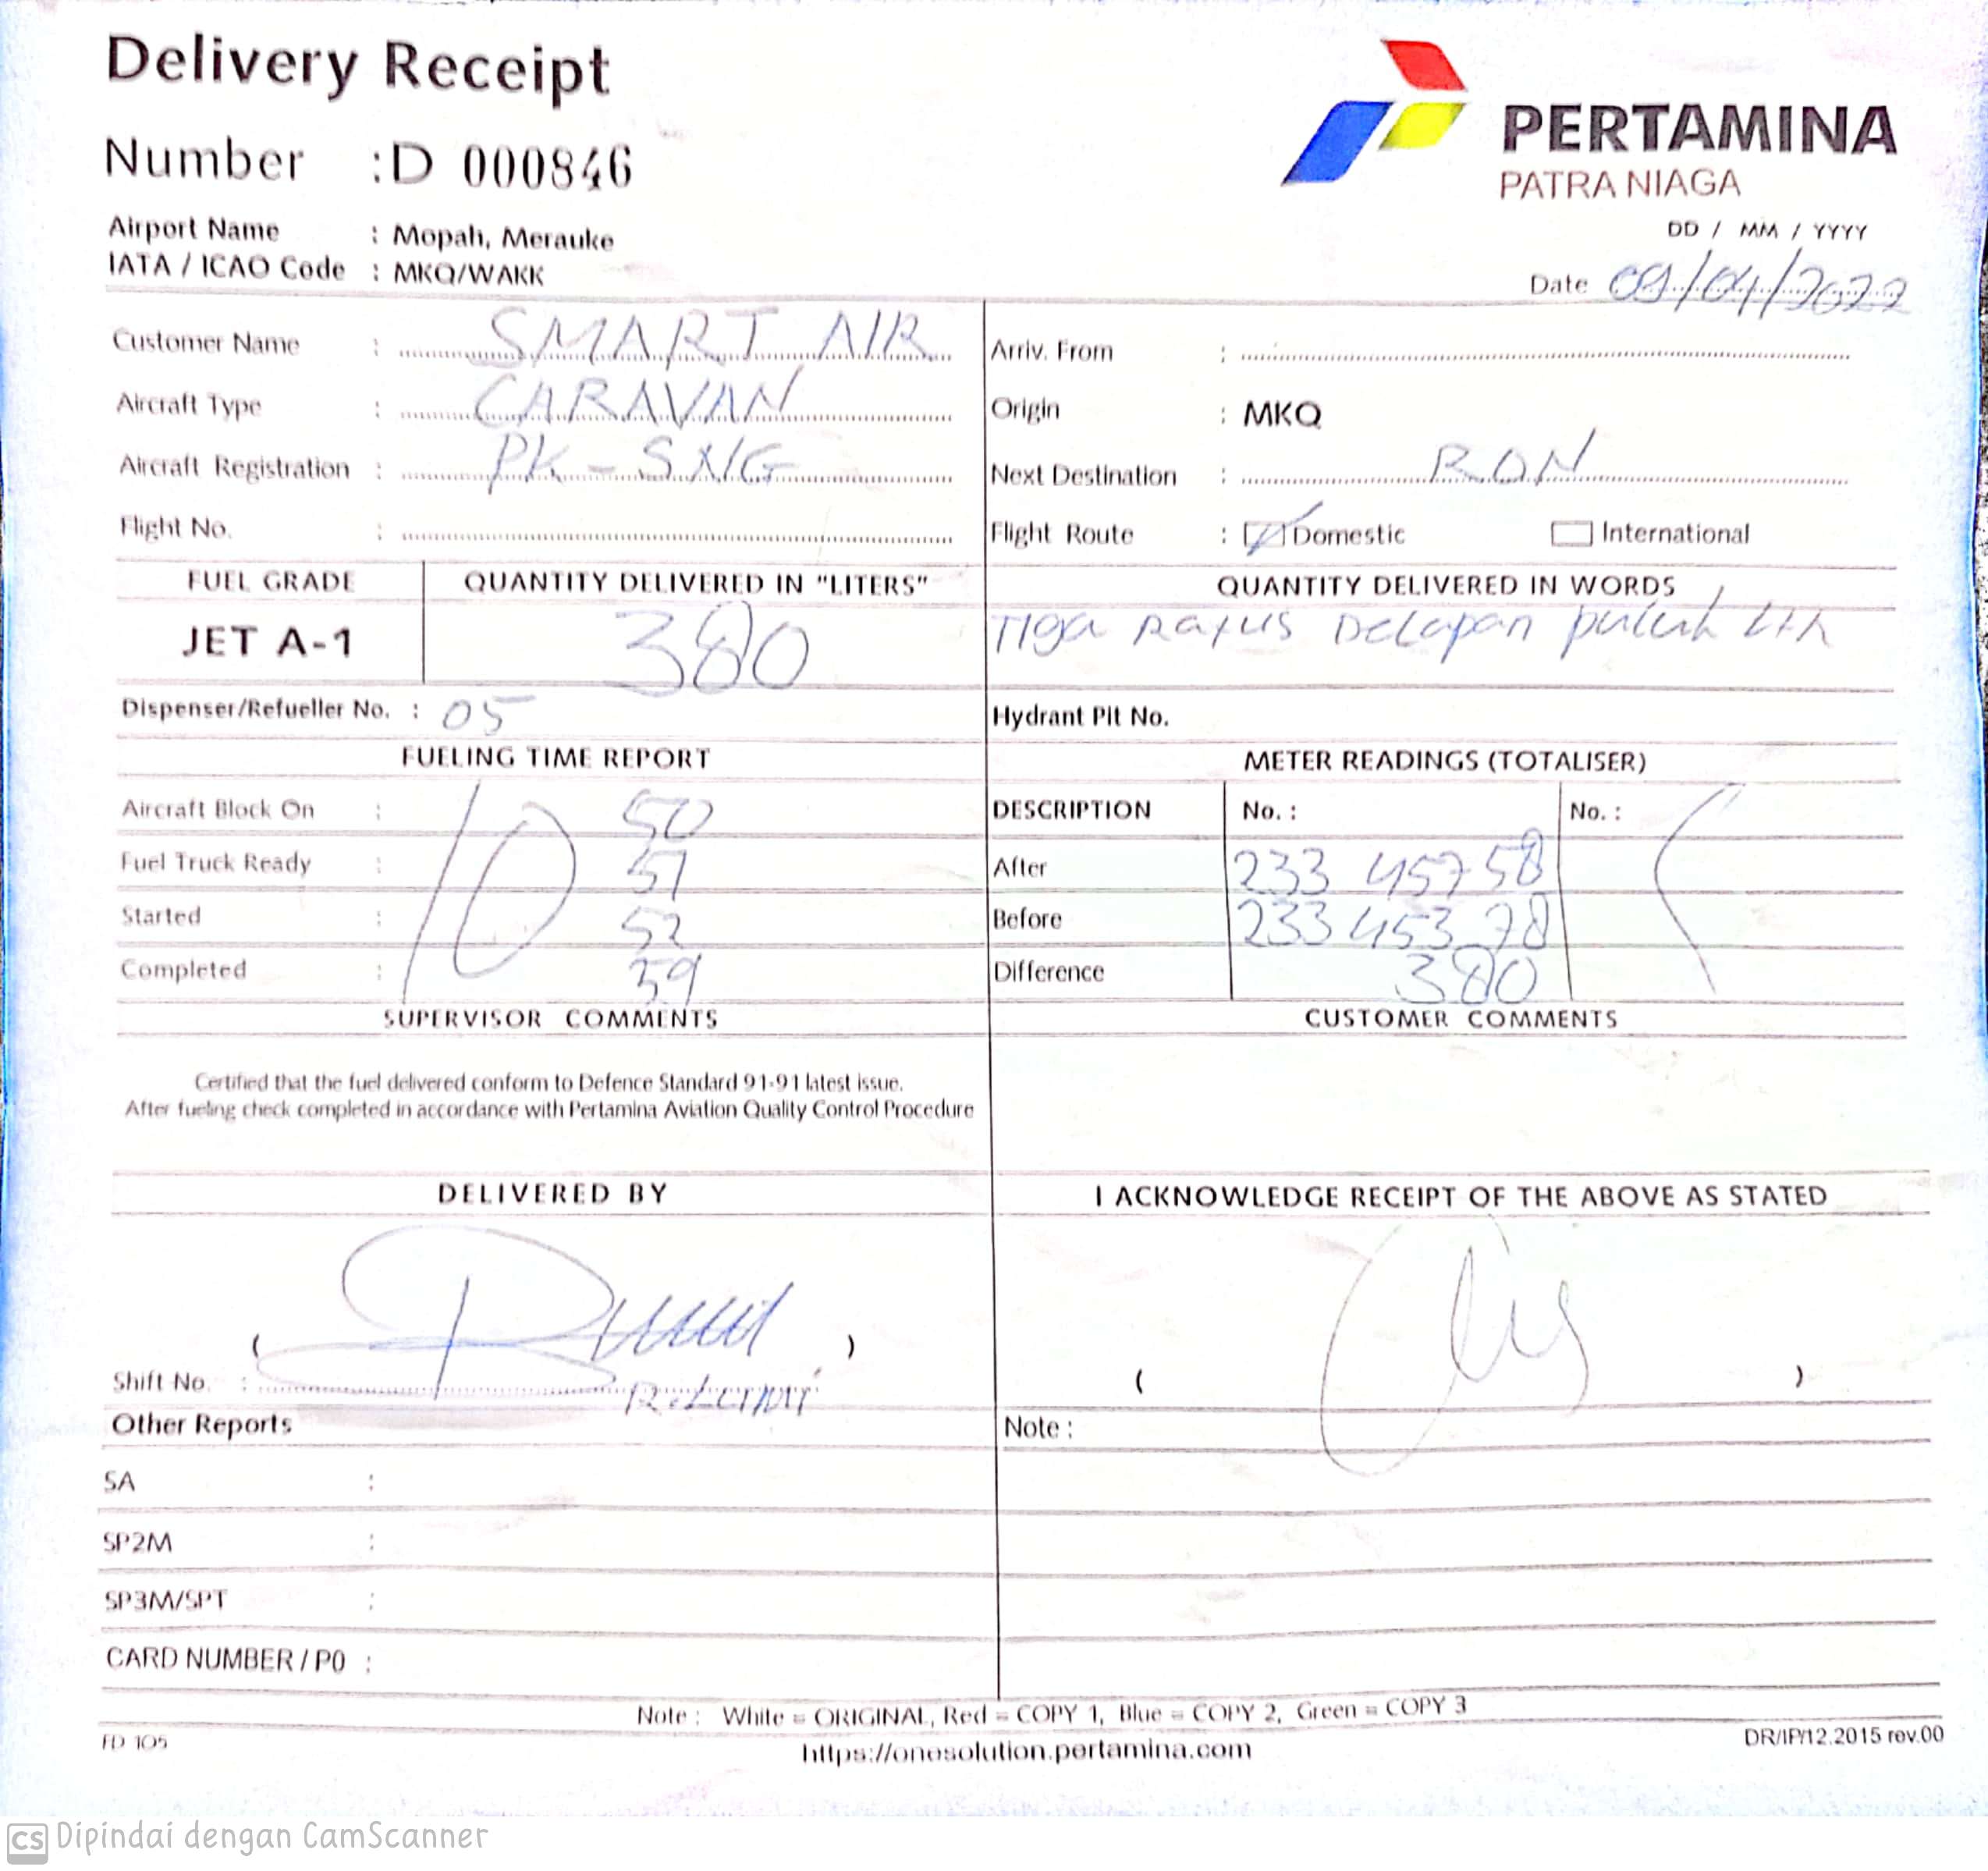 Delivery Receipt
Number : D 000846
PERTAMINA
PATRA NIAGA
Airport Name : Mopah, Merauke
IATA / ICAO Code : MKQ/WAKK
DD / MM / YYYY
Date 09/04/2022
Customer Name : SMART AIR
Arriv. From :
Aircraft Type : CARAVAN
Origin : MKQ
Aircraft Registration : PK-SNG
Next Destination : RON
Flight No. :
Flight Route : Domestic International
FUEL GRADE QUANTITY DELIVERED IN "LITERS" QUANTITY DELIVERED IN WORDS
JET A-1 380 Tiga Ratus Delapan puluh Ltr
Dispenser/Refueller No. : 05 Hydrant Pit No.
FUELING TIME REPORT METER READINGS (TOTALISER)
Aircraft Block On : 10 50 DESCRIPTION No. : No. :
Fuel Truck Ready : 51 After 233 457 58
Started : 52 Before 233 453 78
Completed : 59 Difference 380
SUPERVISOR COMMENTS CUSTOMER COMMENTS
Certified that the fuel delivered conform to Defence Standard 91-91 latest issue.
After fueling check completed in accordance with Pertamina Aviation Quality Control Procedure
DELIVERED BY I ACKNOWLEDGE RECEIPT OF THE ABOVE AS STATED
( ) ( )
Shift No. :
Other Reports Note :
SA :
SP2M :
SP3M/SPT :
CARD NUMBER / PO :
Note : White = ORIGINAL, Red = COPY 1, Blue = COPY 2, Green = COPY 3
FD 105 https://onesolution.pertamina.com DR/IP/12.2015 rev.00
CS Dipindai dengan CamScanner